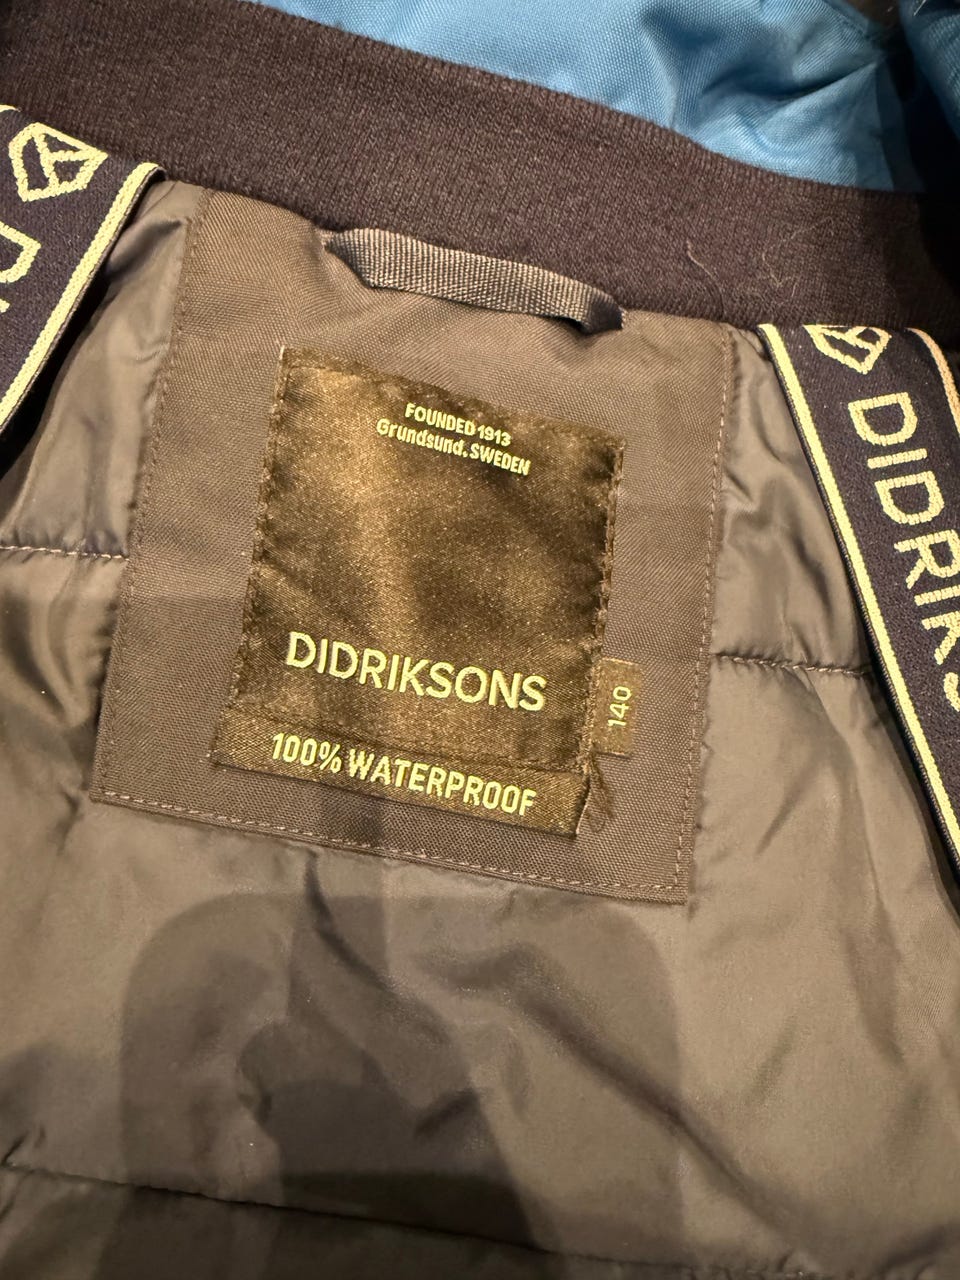 FOUNDED 1913
Grundsund, SWEDEN
DIDRIKSONS
140
100% WATERPROOF
DIDRIKS